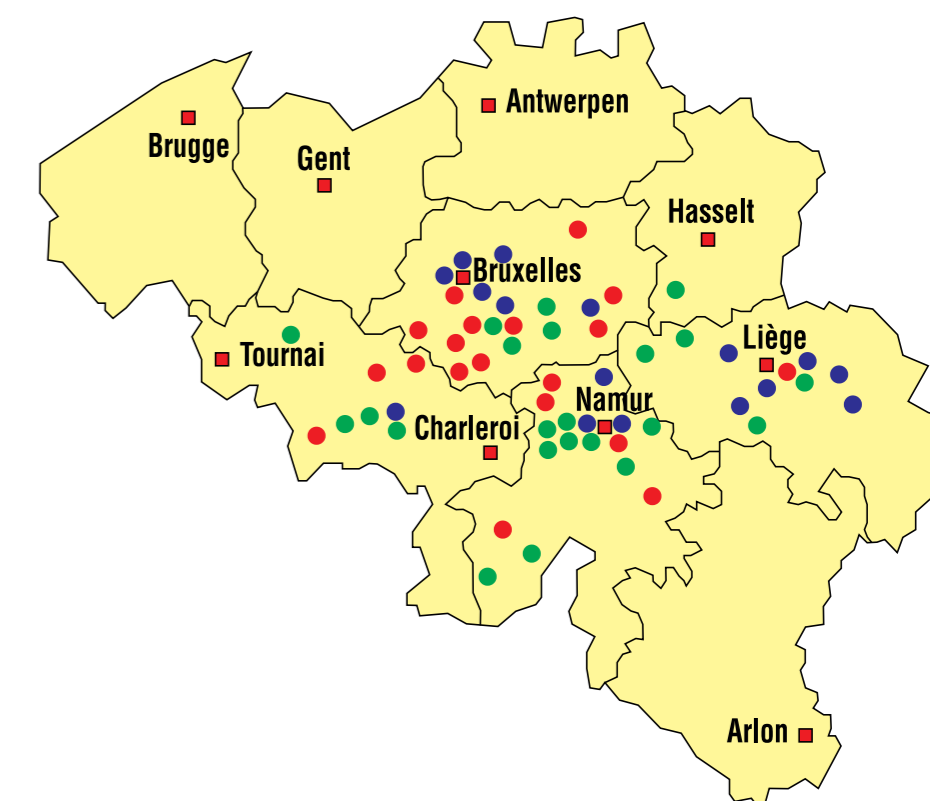 Antwerpen
Brugge
Gent
Hasselt
Bruxelles
Liège
Tournai
Namur
Charleroi
Arlon